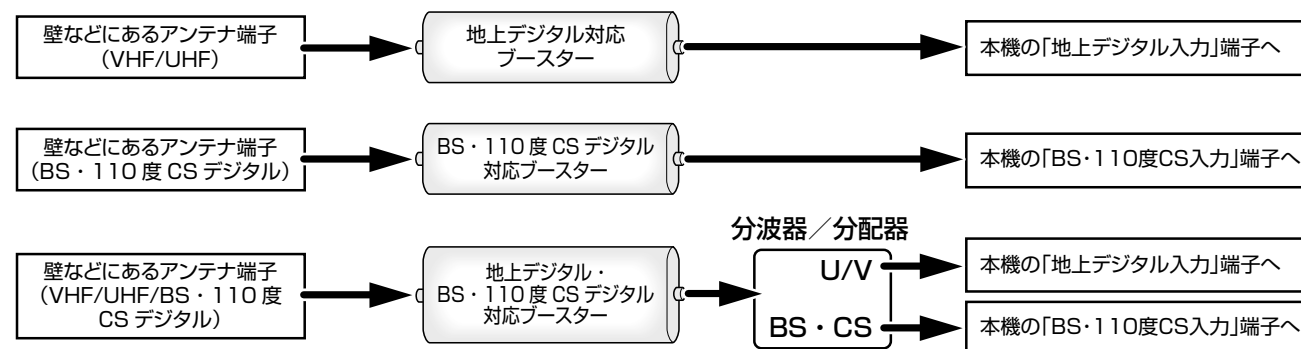 壁などにあるアンテナ端子
（VHF/UHF）
地上デジタル対応
ブースター
本機の「地上デジタル入力」端子へ
壁などにあるアンテナ端子
（BS・110度 CS デジタル）
BS・110度 CS デジタル
対応ブースター
本機の「BS・110度CS入力」端子へ
壁などにあるアンテナ端子
（VHF/UHF/BS・110度
CS デジタル）
地上デジタル・
BS・110度 CS デジタル
対応ブースター
分波器／分配器
U/V
BS・CS
本機の「地上デジタル入力」端子へ
本機の「BS・110度CS入力」端子へ